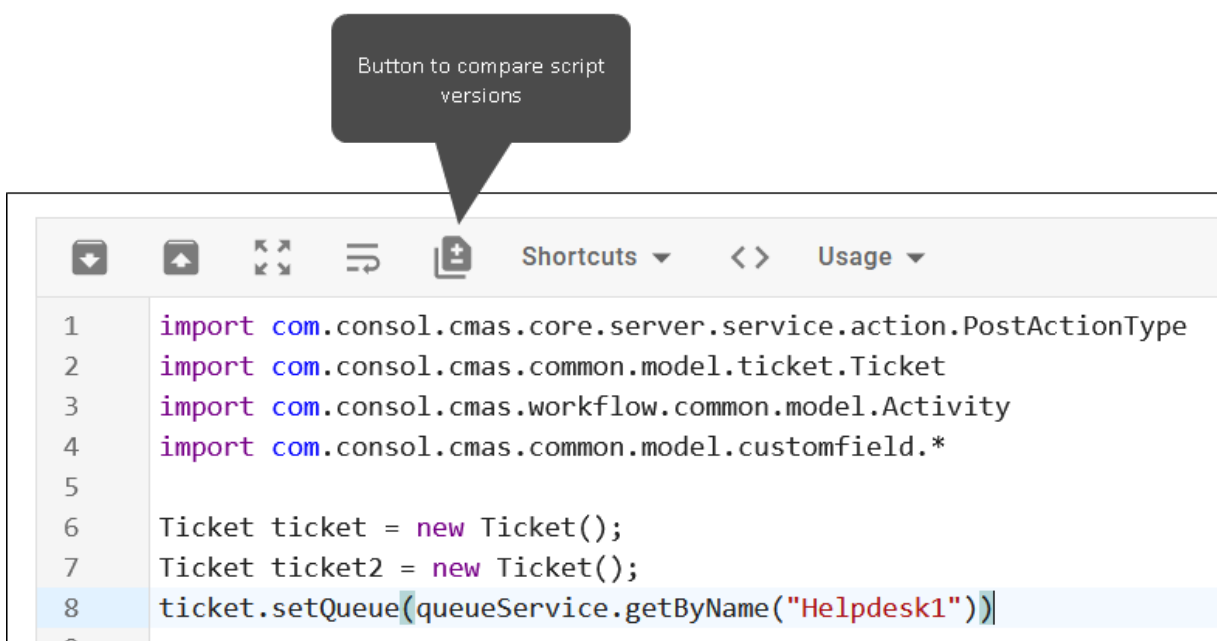 Button to compare script
versions
Shortcuts <> Usage
1 import com.consol.cmas.core.server.service.action.PostActionType
2 import com.consol.cmas.common.model.ticket.Ticket
3 import com.consol.cmas.workflow.common.model.Activity
4 import com.consol.cmas.common.model.customfield.*
5
6 Ticket ticket = new Ticket();
7 Ticket ticket2 = new Ticket();
8 ticket.setQueue(queueService.getByName("Helpdesk1"))